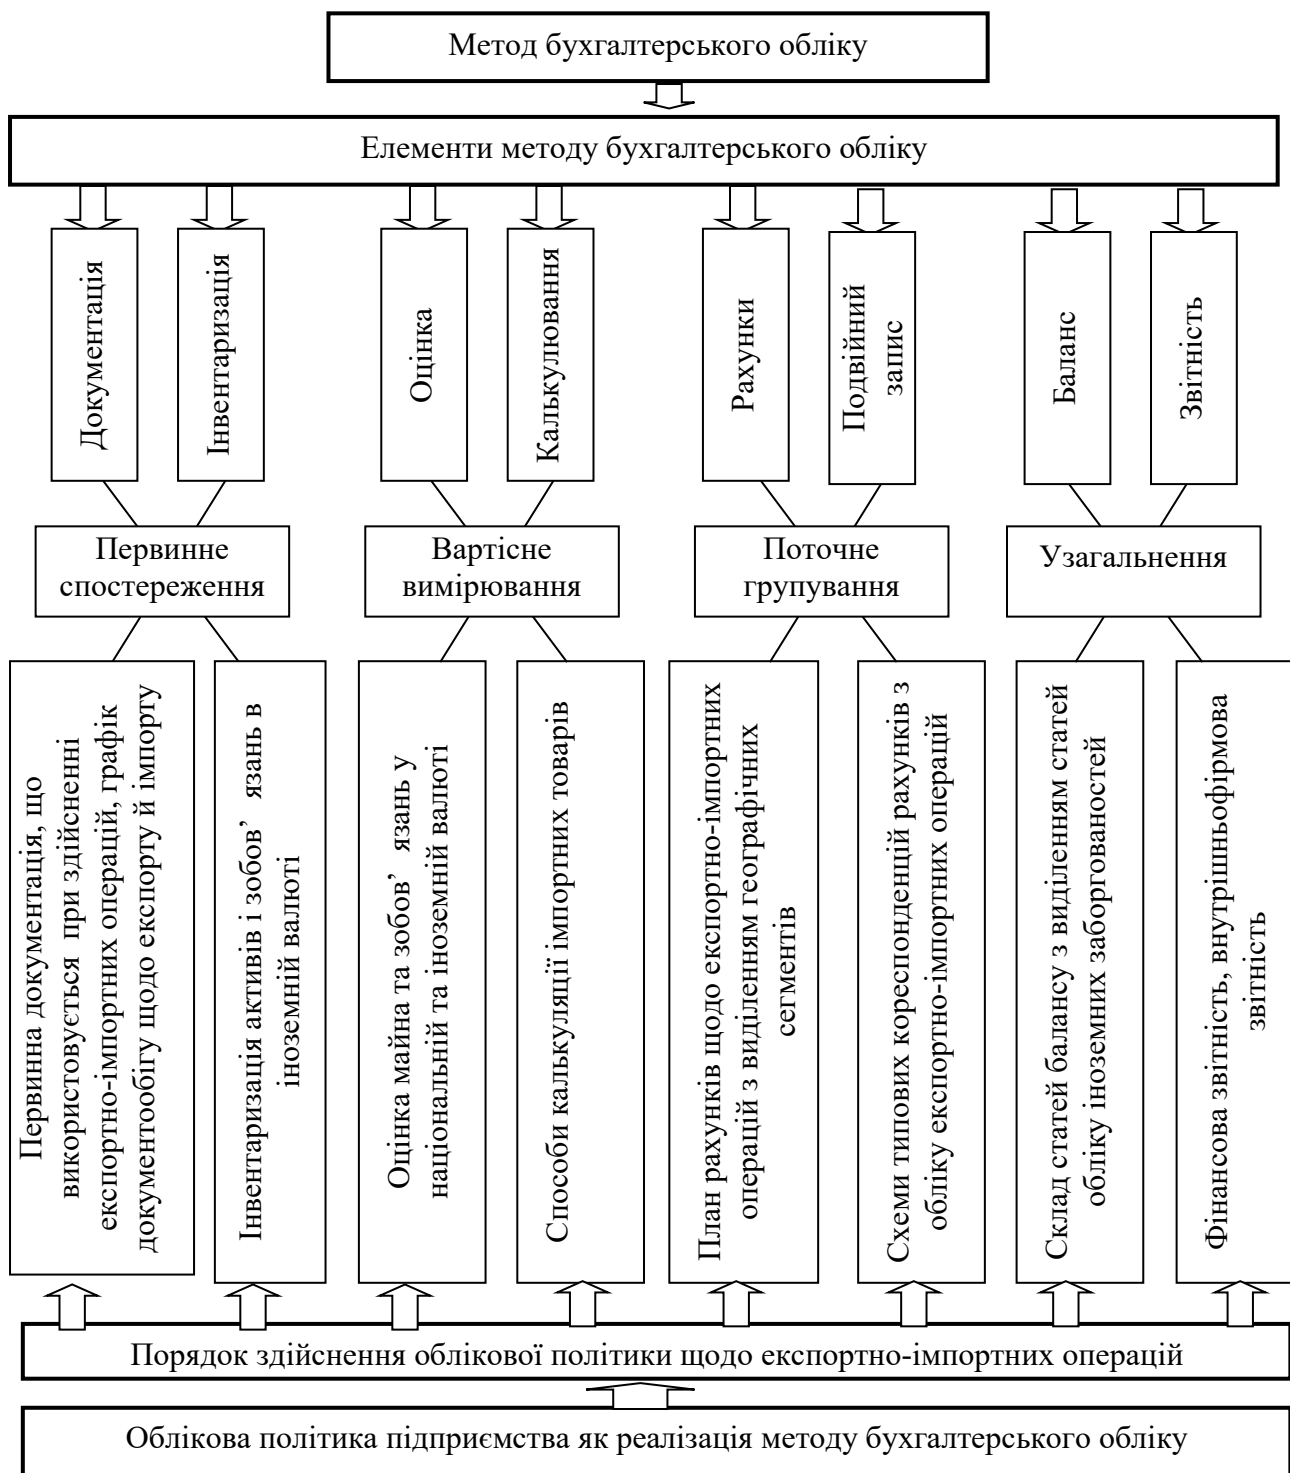 Метод бухгалтерського обліку
Елементи методу бухгалтерського обліку
Документація
Інвентаризація
Оцінка
Калькулювання
Рахунки
Подвійний
запис
Баланс
Звітність
Первинне
спостереження
Вартісне
вимірювання
Поточне
групування
Узагальнення
Первинна документація, що
використовується при здійсненні
експортно-імпортних операцій, графік
документообігу щодо експорту й імпорту
Інвентаризація активів і зобов’ язань в
іноземній валюті
Оцінка майна та зобов’ язань у
національній та іноземній валюті
Способи калькуляції імпортних товарів
План рахунків щодо експортно-імпортних
операцій з виділенням географічних
сегментів
Схеми типових кореспонденцій рахунків з
обліку експортно-імпортних операцій
Склад статей балансу з виділенням статей
обліку іноземних заборгованостей
Фінансова звітність, внутрішньофірмова
звітність
Порядок здійснення облікової політики щодо експортно-імпортних операцій
Облікова політика підприємства як реалізація методу бухгалтерського обліку